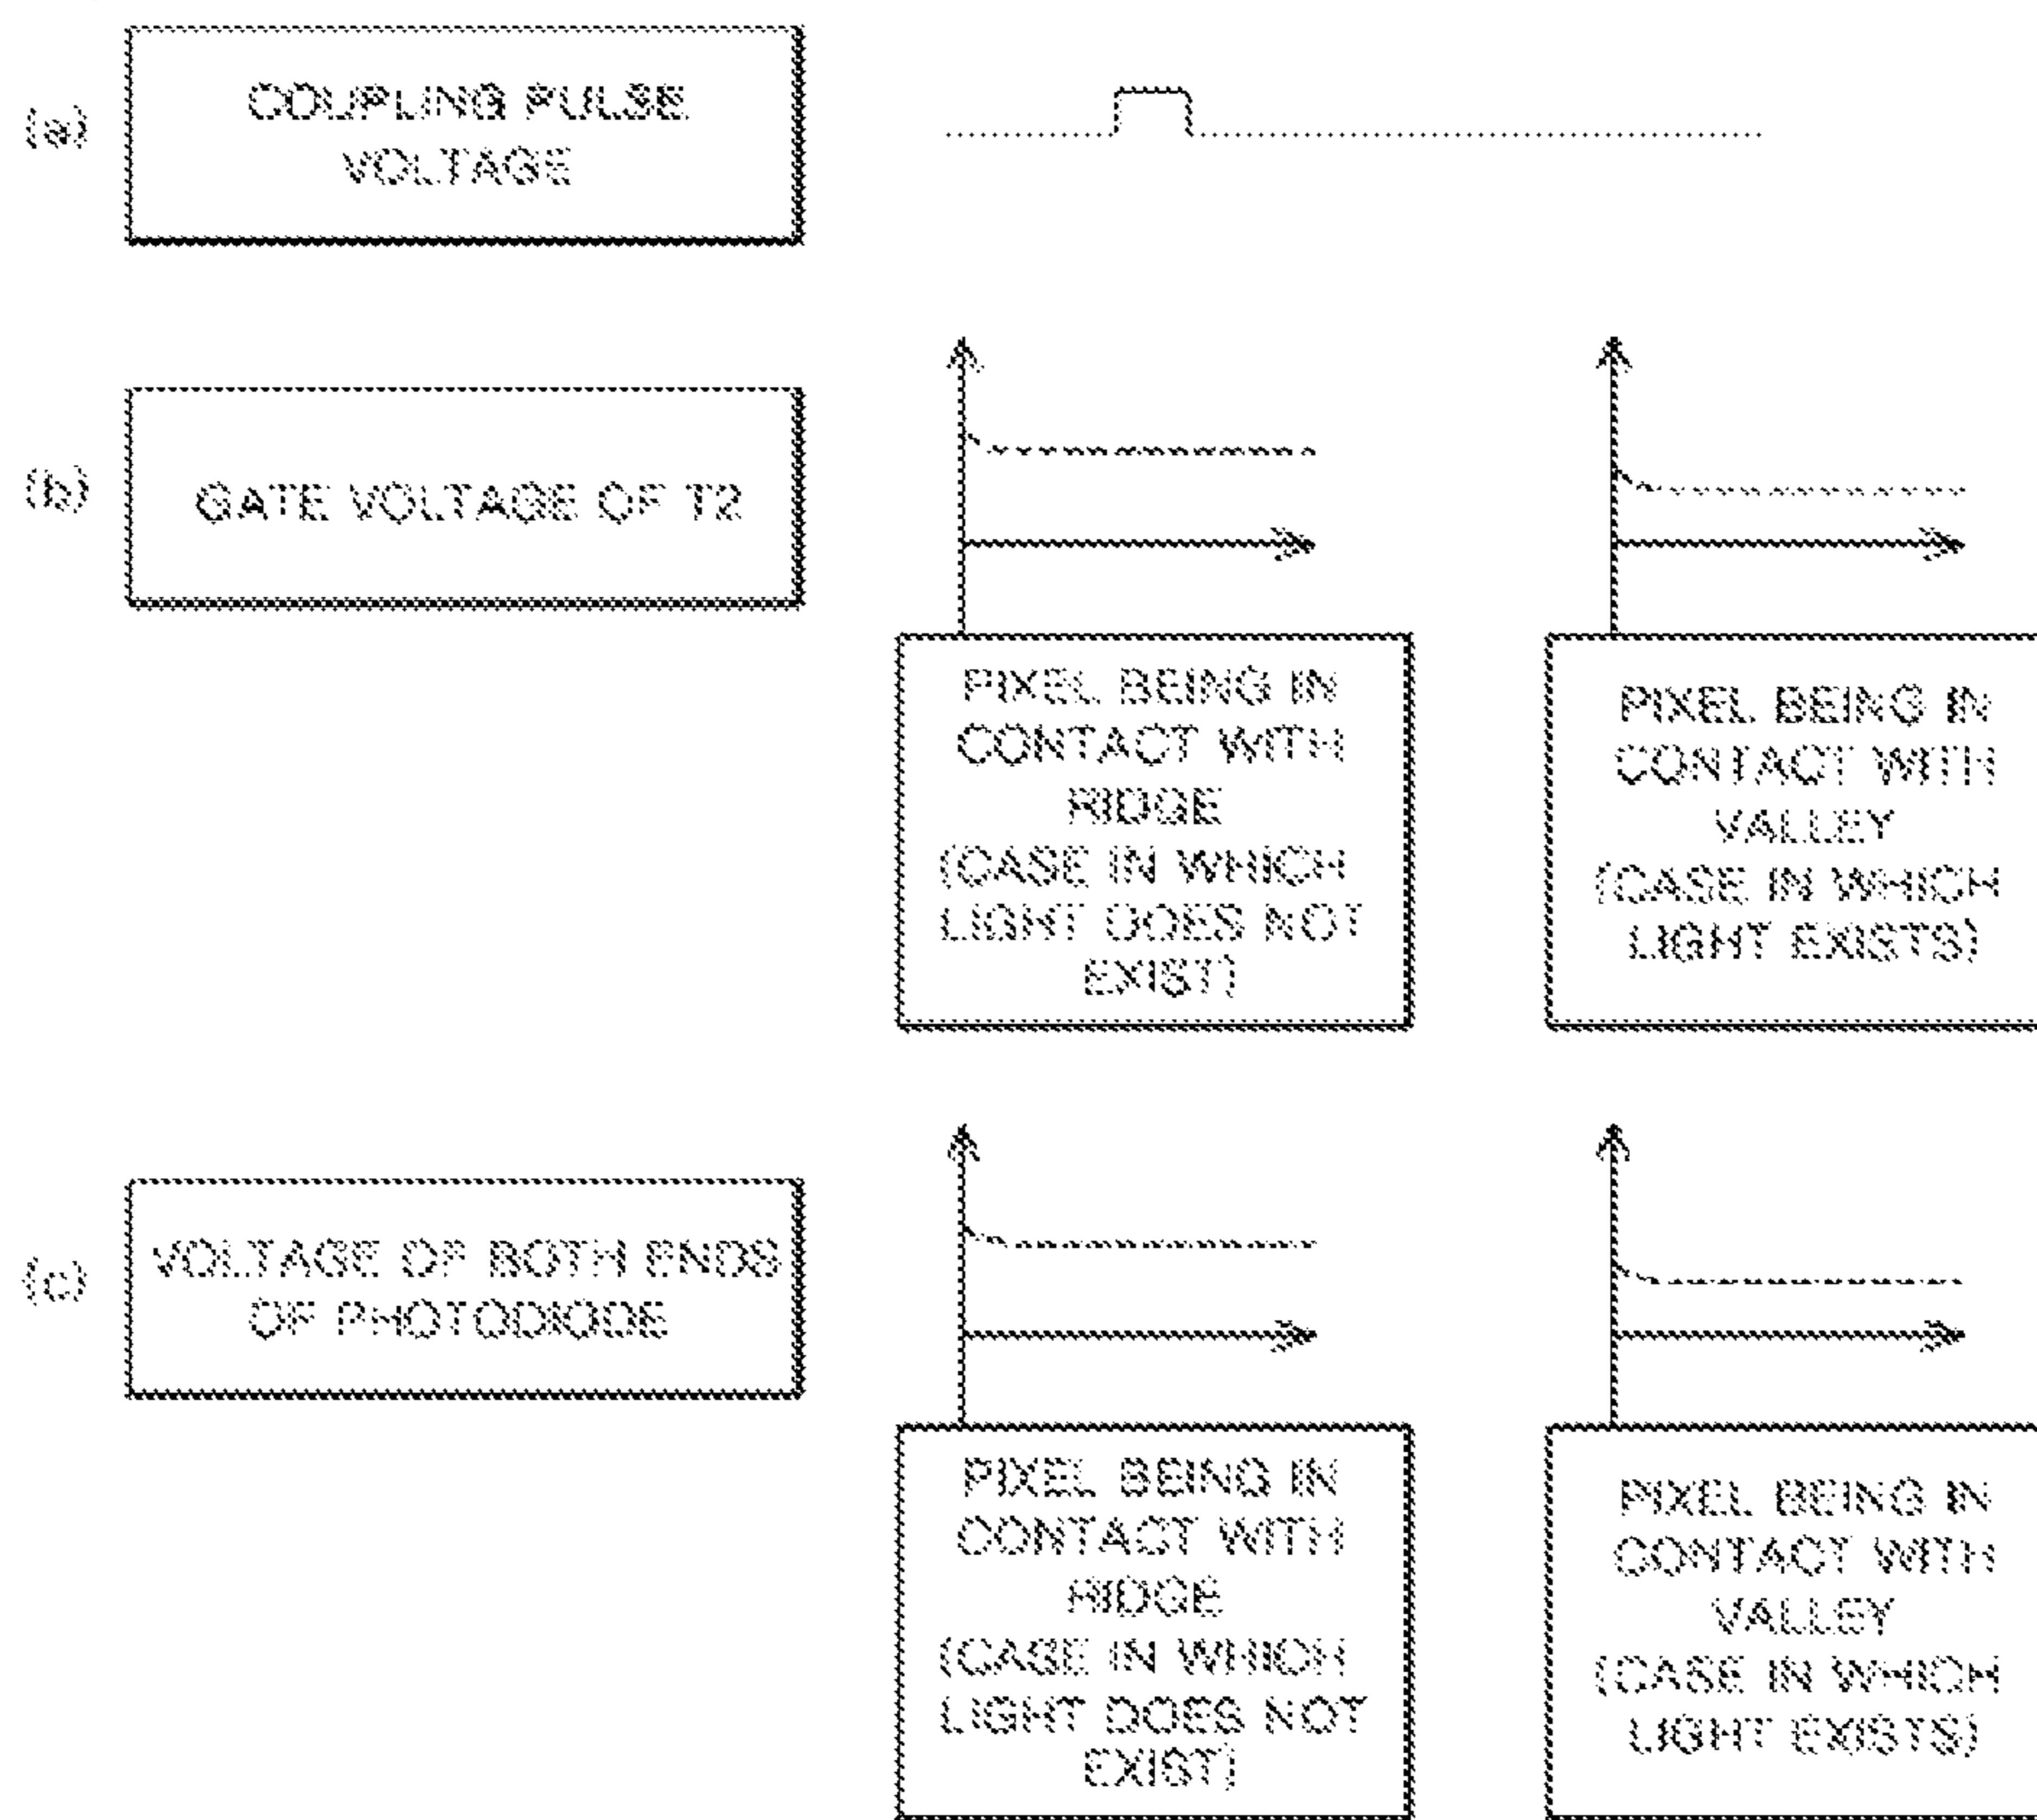 (a)
COUPLING PULSE
VOLTAGE
(b)
GATE VOLTAGE OF T2
PIXEL BEING IN
CONTACT WITH
RIDGE
(CASE IN WHICH
LIGHT DOES NOT
EXIST)
PIXEL BEING IN
CONTACT WITH
VALLEY
(CASE IN WHICH
LIGHT EXISTS)
(c)
VOLTAGE OF BOTH ENDS
OF PHOTODIODE
PIXEL BEING IN
CONTACT WITH
RIDGE
(CASE IN WHICH
LIGHT DOES NOT
EXIST)
PIXEL BEING IN
CONTACT WITH
VALLEY
(CASE IN WHICH
LIGHT EXISTS)